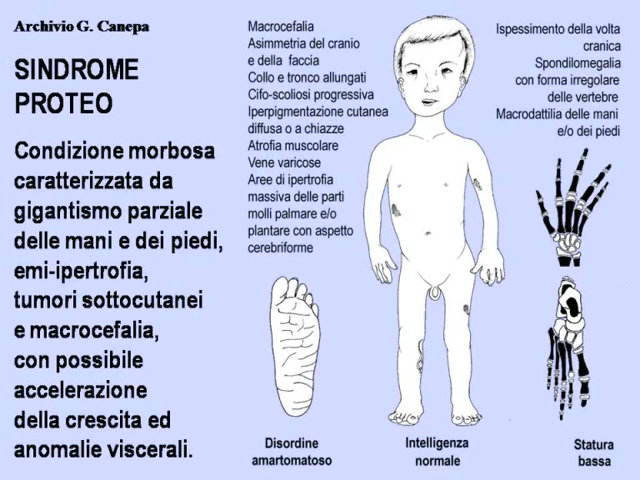 Archivio G. Canepa
SINDROME
PROTEO
Condizione morbosa
caratterizzata da
gigantismo parziale
delle mani e dei piedi,
emi-ipertrofia,
tumori sottocutanei
e macrocefalia,
con possibile
accelerazione
della crescita ed
anomalie viscerali.
Macrocefalia
Asimmetria del cranio
e della faccia
Collo e tronco allungati
Cifo-scoliosi progressiva
Iperpigmentazione cutanea
diffusa o a chiazze
Atrofia muscolare
Vene varicose
Aree di ipertrofia
massiva delle parti
molli palmare e/o
plantare con aspetto
cerebriforme
Ispessimento della volta
cranica
Spondilomegalia
con forma irregolare
delle vertebre
Macrodattilia delle mani
e/o dei piedi
Disordine
amartomatoso
Intelligenza
normale
Statura
bassa